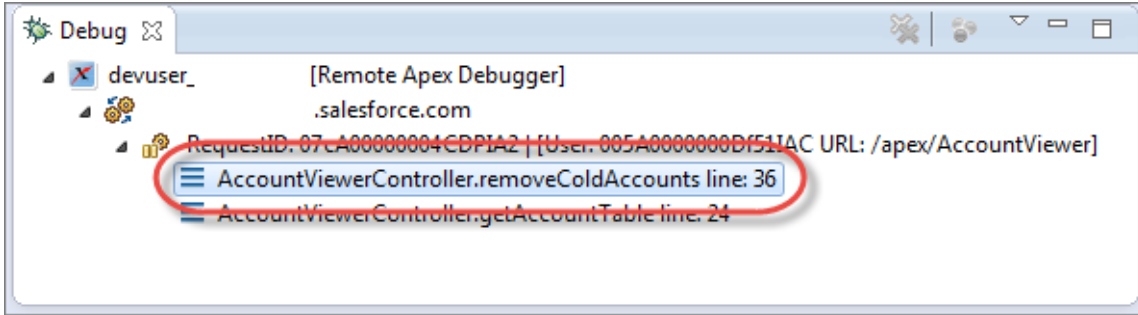 Debug
devuser_ [Remote Apex Debugger]
.salesforce.com
RequestID: 07cA00000004CDPIA2 | [User: 005A0000000Df51IAC URL: /apex/AccountViewer]
AccountViewerController.removeColdAccounts line: 36
AccountViewerController.getAccountTable line: 24